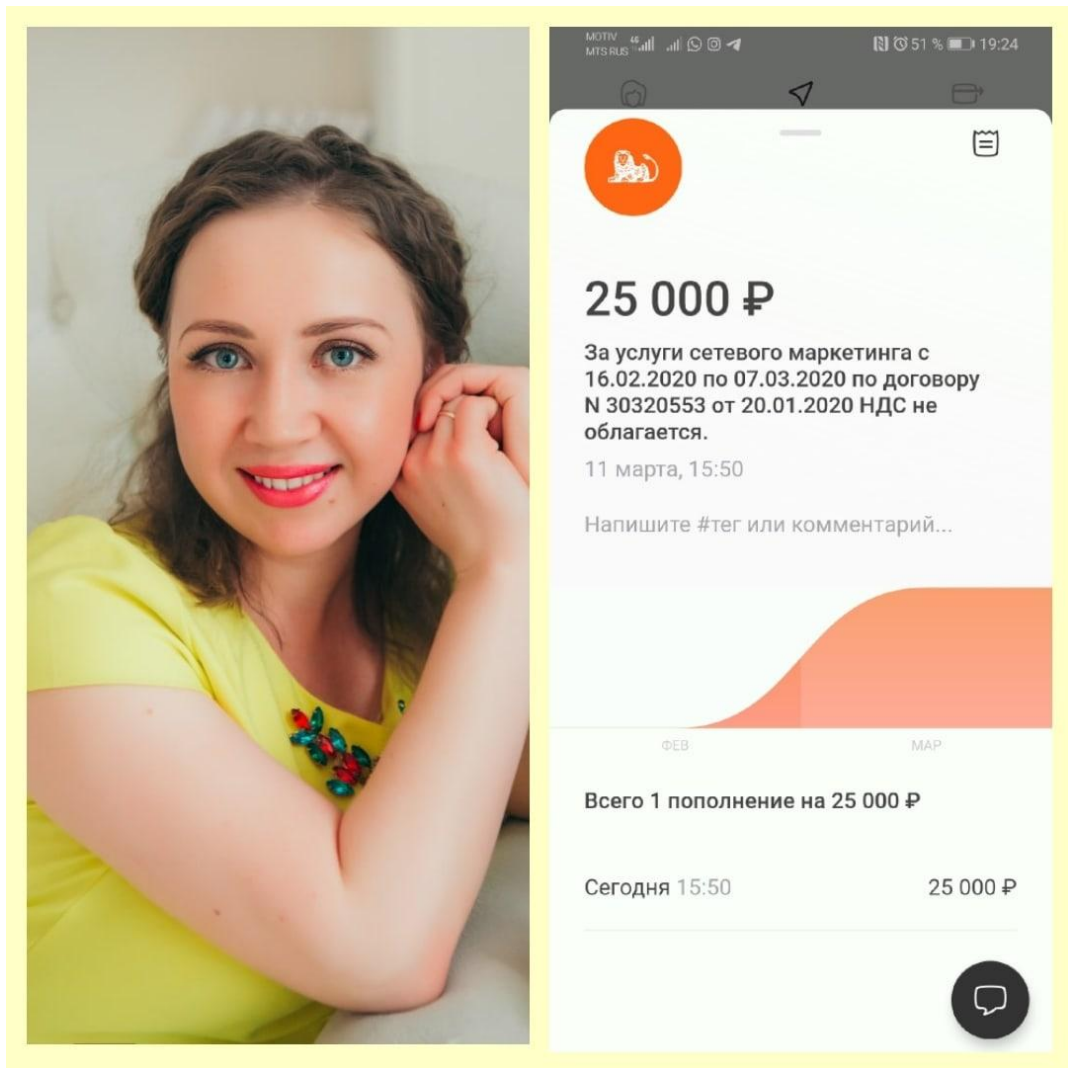 MOTIV
MTS RUS
4G
51 % 19:24
25 000 ₽
За услуги сетевого маркетинга с
16.02.2020 по 07.03.2020 по договору
N 30320553 от 20.01.2020 НДС не
облагается.
11 марта, 15:50
Напишите #тег или комментарий...
ФЕВ МАР
Всего 1 пополнение на 25 000 ₽
Сегодня 15:50 25 000 ₽